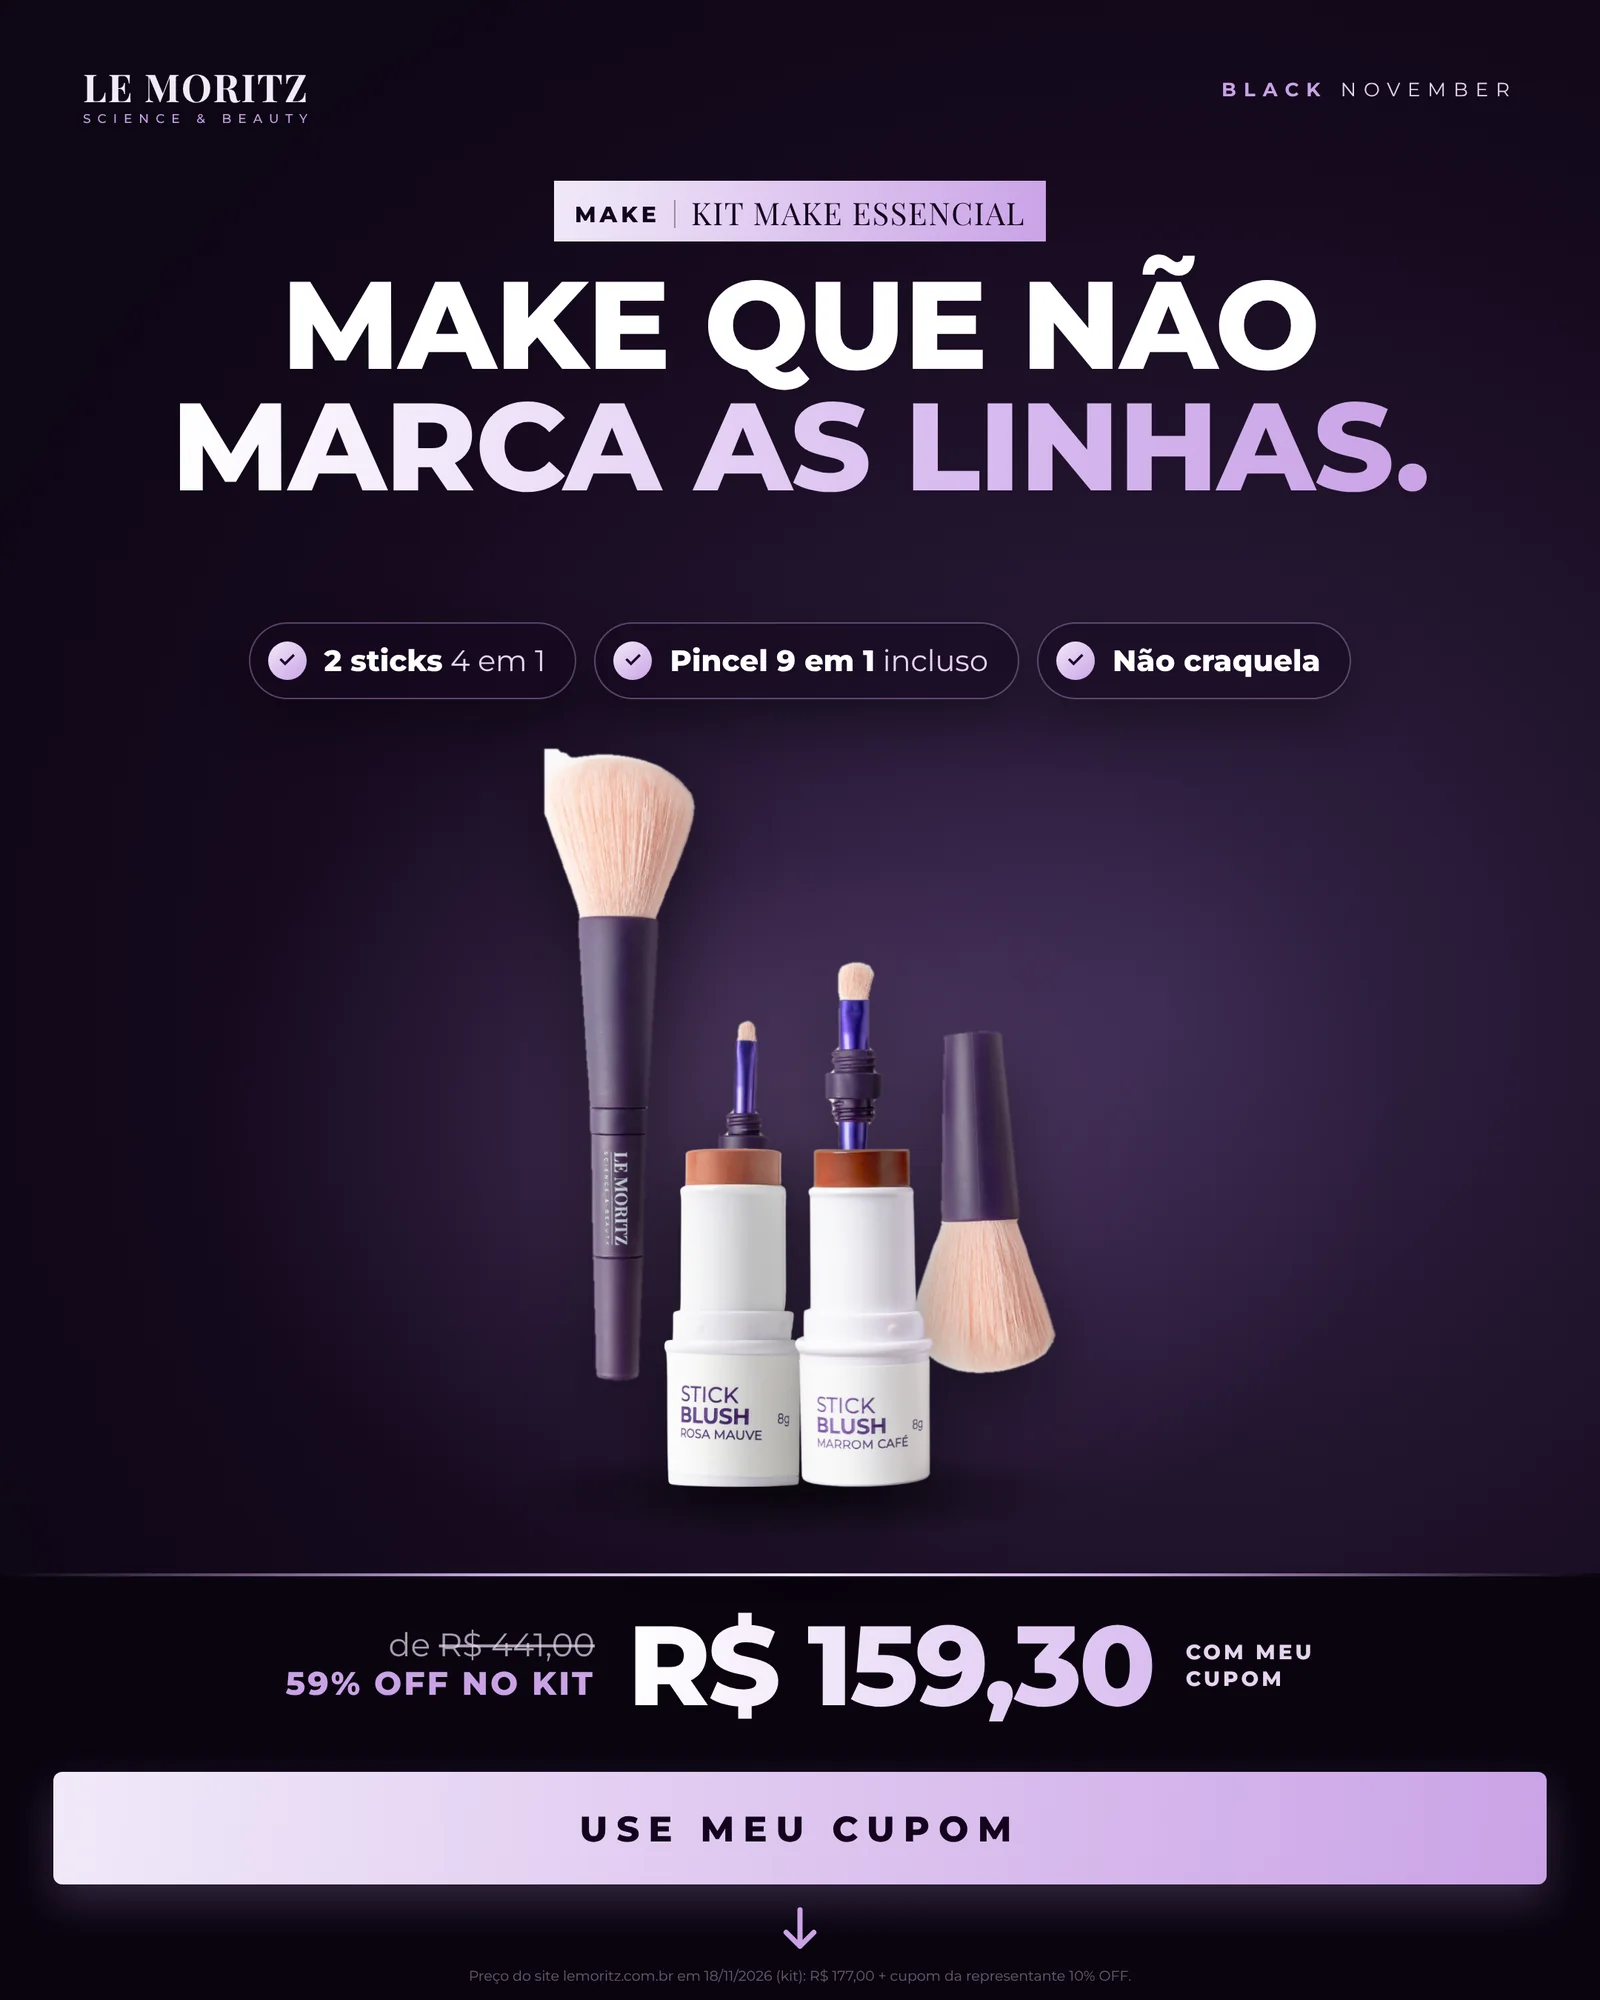 LE MORITZ
SCIENCE & BEAUTY
BLACK NOVEMBER
MAKE | KIT MAKE ESSENCIAL
MAKE QUE NÃO
MARCA AS LINHAS.
2 sticks 4 em 1
Pincel 9 em 1 incluso
Não craquela
LE MORITZ
SCIENCE & BEAUTY
STICK
BLUSH 8g
ROSA MAUVE
STICK
BLUSH 8g
MARROM CAFÉ
de R$ 441,00
59% OFF NO KIT
R$ 159,30
COM MEU
CUPOM
USE MEU CUPOM
Preço do site lemoritz.com.br em 18/11/2026 (kit): R$ 177,00 + cupom da representante 10% OFF.